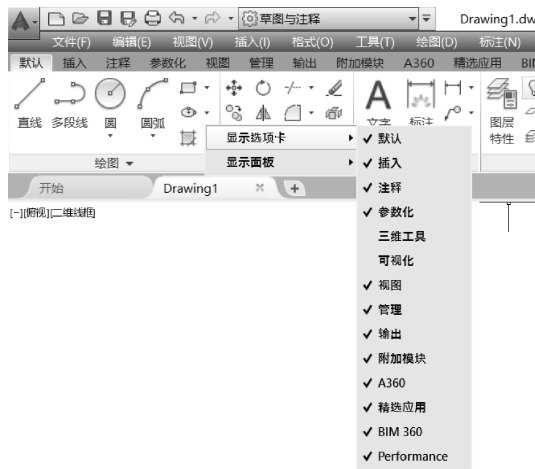 草图与注释 Drawing1.dw
文件(F) 编辑(E) 视图(V) 插入(I) 格式(O) 工具(T) 绘图(D) 标注(N)
默认 插入 注释 参数化 视图 管理 输出 附加模块 A360 精选应用 BI
直线 多段线 圆 圆弧 A 文字 标注 图层
特性
显示选项卡
显示面板
绘图
默认
插入
注释
参数化
三维工具
可视化
视图
管理
输出
附加模块
A360
精选应用
BIM 360
Performance
开始 Drawing1
[-][俯视][二维线框]